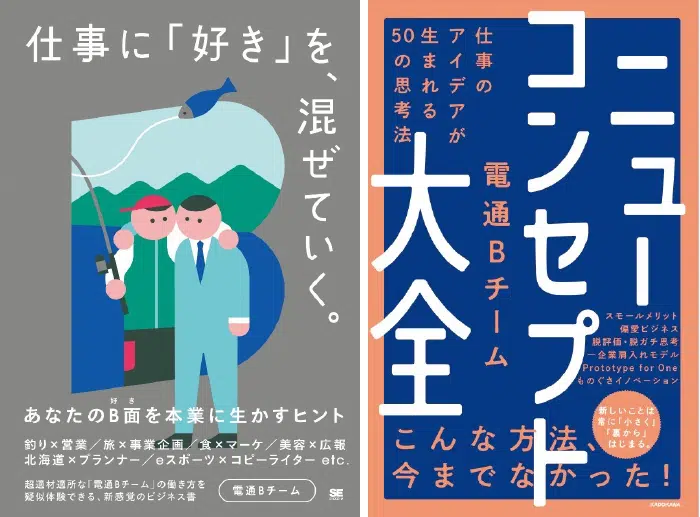 仕事に「好き」を、
混ぜていく。
好き
あなたのB面を本業に生かすヒント
釣り×営業／旅×事業企画／食×マーケ／美容×広報
北海道×プランナー／eスポーツ×コピーライター etc.
超適材適所な「電通Bチーム」の働き方を
疑似体験できる、新感覚のビジネス書
電通Bチーム
SE
SHOEISHA
ニュー
コンセプト
大全
仕事の
アイデアが
生まれる
50の思考法
電通Bチーム
スモールメリット
偏愛ビジネス
脱評価・脱ガチ思考
一企業肩入れモデル
Prototype for One
ものぐさイノベーション
新しいことは
常に「小さく」
「裏から」
はじまる。
こんな方法、
今までなかった！
KADOKAWA